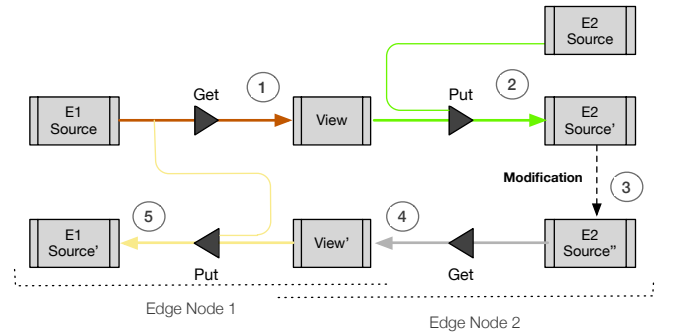 E2
Source
Get
1
Put
2
E1
Source
View
E2
Source'
Modification
3
5
4
E1
Source'
View'
E2
Source''
Put
Get
Edge Node 1
Edge Node 2